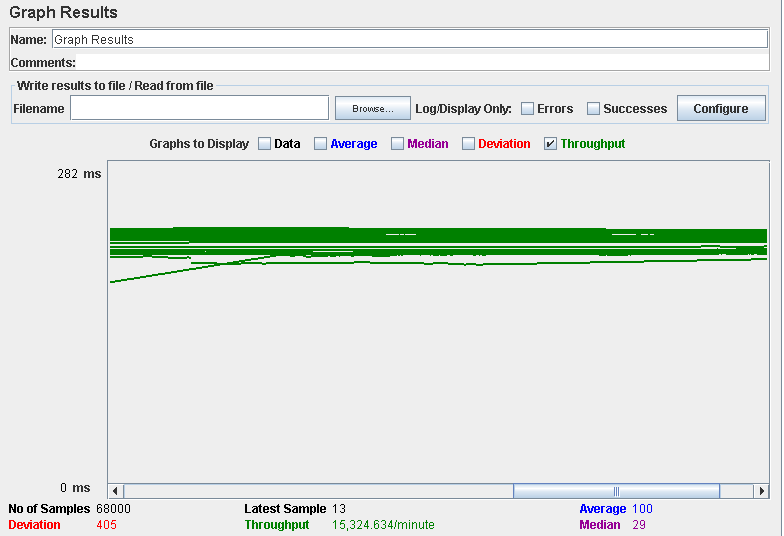 Graph Results
Name: Graph Results
Comments:
Write results to file / Read from file
Filename Browse... Log/Display Only: Errors Successes Configure
Graphs to Display Data Average Median Deviation Throughput
282 ms
0 ms
No of Samples 68000 Latest Sample 13 Average 100
Deviation 405 Throughput 15,324.634/minute Median 29